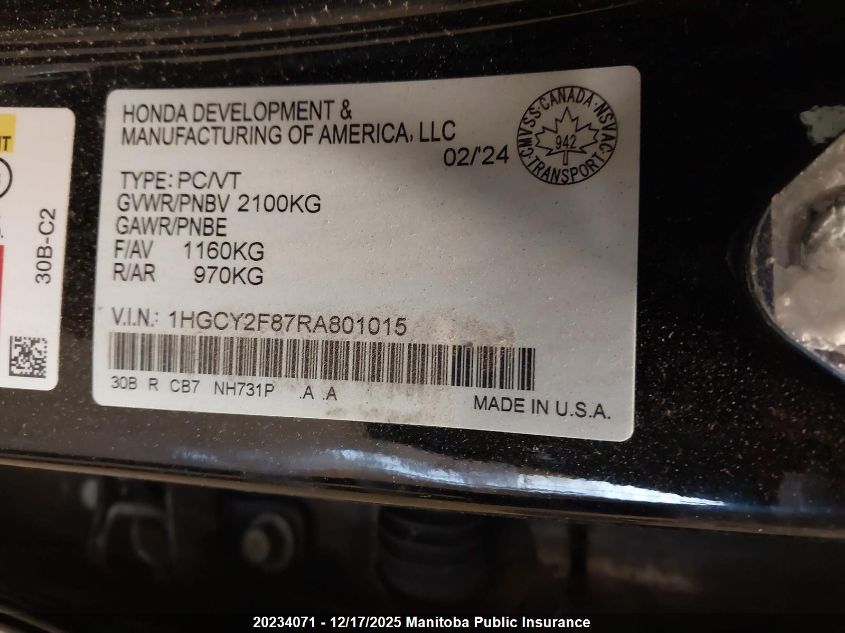 HONDA DEVELOPMENT &
MANUFACTURING OF AMERICA, LLC
02/'24
CMVSS·CANADA·NSVAC·TRANSPORT·
942
TYPE: PC/VT
GVWR/PNBV 2100KG
GAWR/PNBE
F/AV 1160KG
R/AR 970KG
V.I.N.: 1HGCY2F87RA801015
30B R CB7 NH731P .A .A
MADE IN U.S.A.
30B-C2
20234071 - 12/17/2025 Manitoba Public Insurance